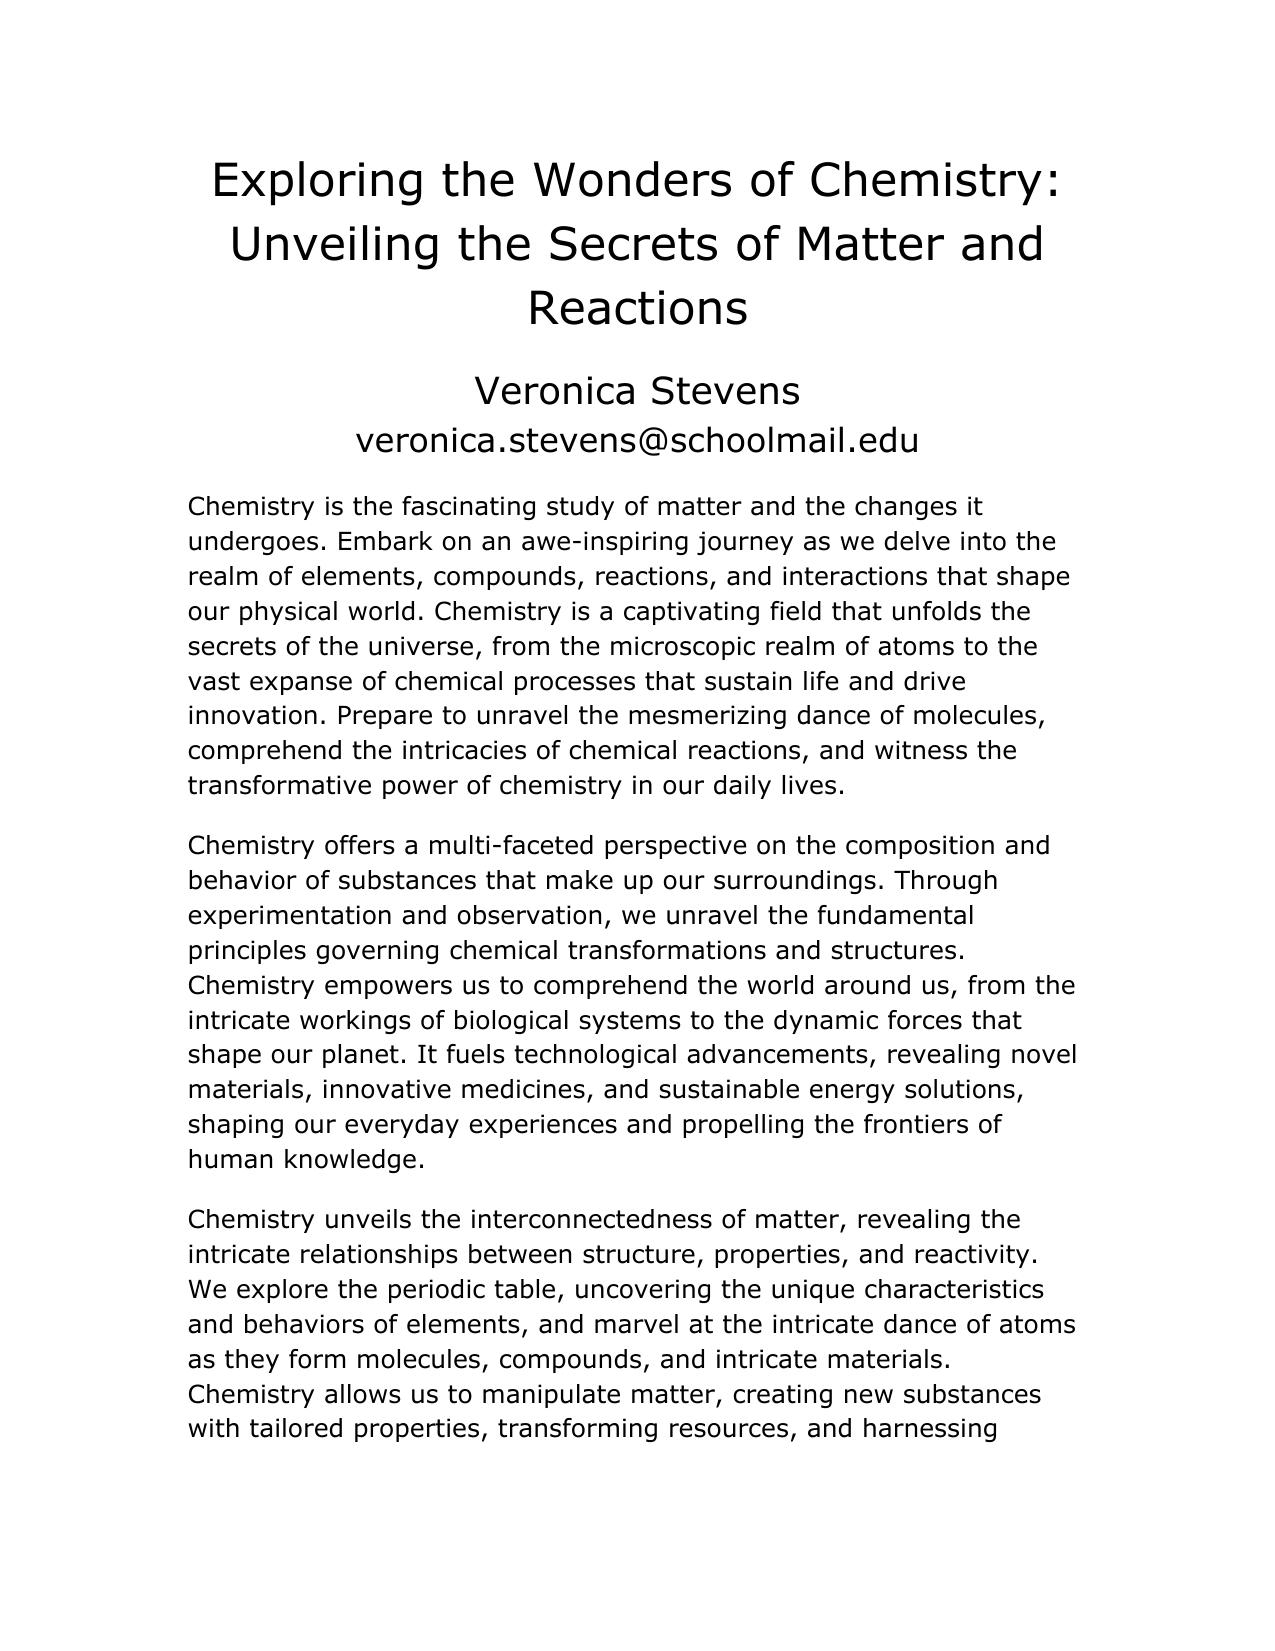 Exploring the Wonders of Chemistry:
Unveiling the Secrets of Matter and
Reactions
Veronica Stevens
veronica.stevens@schoolmail.edu
Chemistry is the fascinating study of matter and the changes it
undergoes. Embark on an awe-inspiring journey as we delve into the
realm of elements, compounds, reactions, and interactions that shape
our physical world. Chemistry is a captivating field that unfolds the
secrets of the universe, from the microscopic realm of atoms to the
vast expanse of chemical processes that sustain life and drive
innovation. Prepare to unravel the mesmerizing dance of molecules,
comprehend the intricacies of chemical reactions, and witness the
transformative power of chemistry in our daily lives.
Chemistry offers a multi-faceted perspective on the composition and
behavior of substances that make up our surroundings. Through
experimentation and observation, we unravel the fundamental
principles governing chemical transformations and structures.
Chemistry empowers us to comprehend the world around us, from the
intricate workings of biological systems to the dynamic forces that
shape our planet. It fuels technological advancements, revealing novel
materials, innovative medicines, and sustainable energy solutions,
shaping our everyday experiences and propelling the frontiers of
human knowledge.
Chemistry unveils the interconnectedness of matter, revealing the
intricate relationships between structure, properties, and reactivity.
We explore the periodic table, uncovering the unique characteristics
and behaviors of elements, and marvel at the intricate dance of atoms
as they form molecules, compounds, and intricate materials.
Chemistry allows us to manipulate matter, creating new substances
with tailored properties, transforming resources, and harnessing